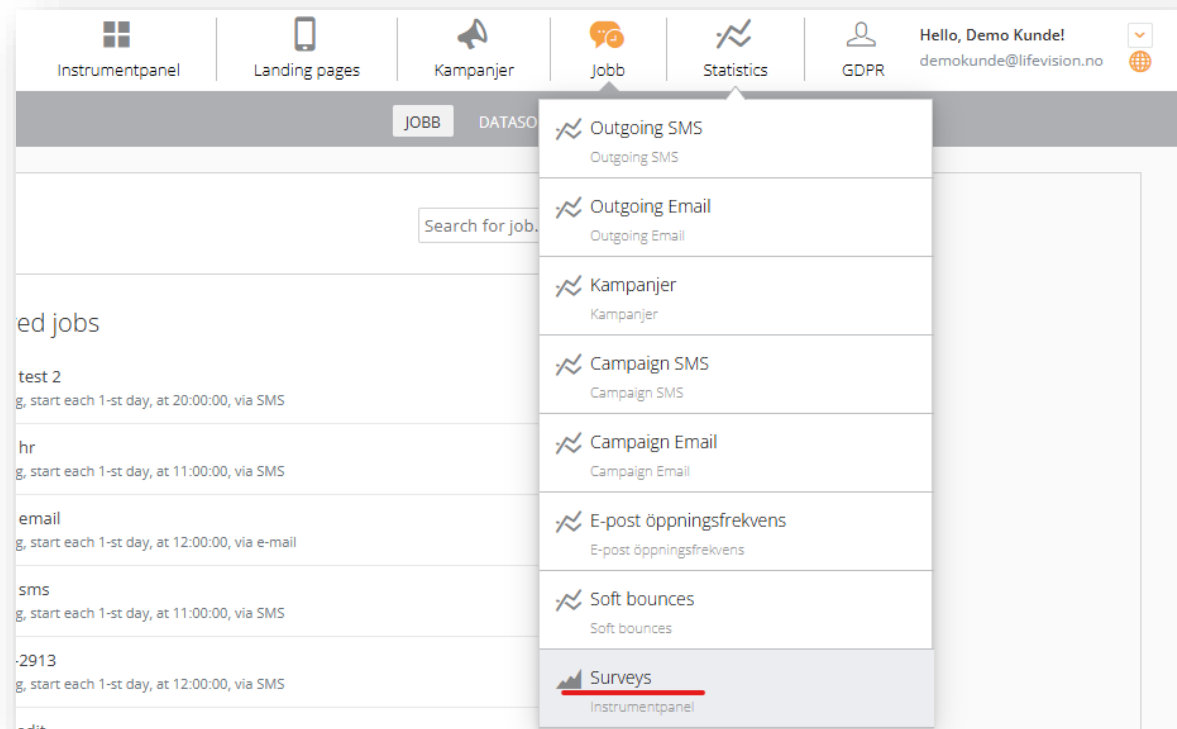 Instrumentpanel
Landing pages
Kampanjer
Jobb
Statistics
GDPR
Hello, Demo Kunde!
demokunde@lifevision.no
JOBB
DATASO
Search for job.
ed jobs
test 2
g, start each 1-st day, at 20:00:00, via SMS
hr
g, start each 1-st day, at 11:00:00, via SMS
email
g, start each 1-st day, at 12:00:00, via e-mail
sms
g, start each 1-st day, at 11:00:00, via SMS
-2913
g, start each 1-st day, at 12:00:00, via SMS
Outgoing SMS
Outgoing SMS
Outgoing Email
Outgoing Email
Kampanjer
Kampanjer
Campaign SMS
Campaign SMS
Campaign Email
Campaign Email
E-post öppningsfrekvens
E-post öppningsfrekvens
Soft bounces
Soft bounces
Surveys
Instrumentpanel